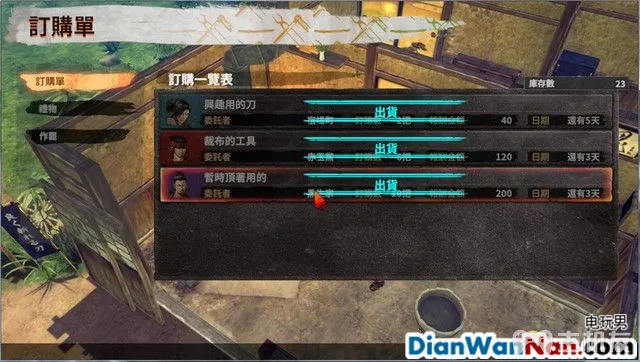 訂購單
訂購單
禮物
作罷
訂購一覽表
庫存數 23
興趣用的刀
出貨
委託者 40 日期 還有5天
裁布的工具
出貨
委託者 120 日期 還有3天
暫時頂著用的
出貨
委託者 200 日期 還有3天
电玩男
DianWanNan.com